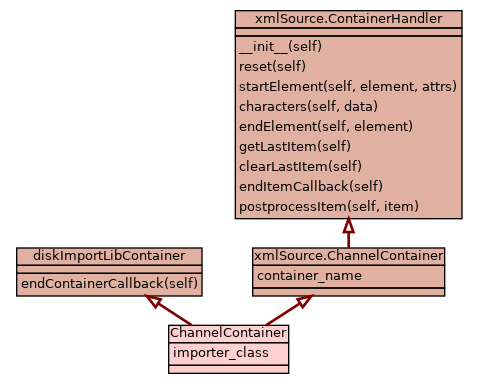 xmlSource.ContainerHandler
__init__(self)
reset(self)
startElement(self, element, attrs)
characters(self, data)
endElement(self, element)
getLastItem(self)
clearLastItem(self)
endItemCallback(self)
postprocessItem(self, item)
diskImportLibContainer
endContainerCallback(self)
xmlSource.ChannelContainer
container_name
ChannelContainer
importer_class